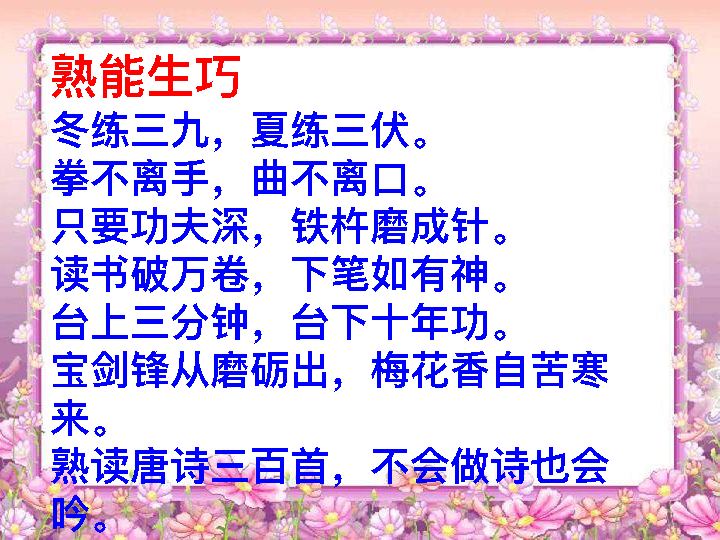 熟能生巧
冬练三九，夏练三伏。
拳不离手，曲不离口。
只要功夫深，铁杵磨成针。
读书破万卷，下笔如有神。
台上三分钟，台下十年功。
宝剑锋从磨砺出，梅花香自苦寒
来。
熟读唐诗三百首，不会做诗也会
吟。